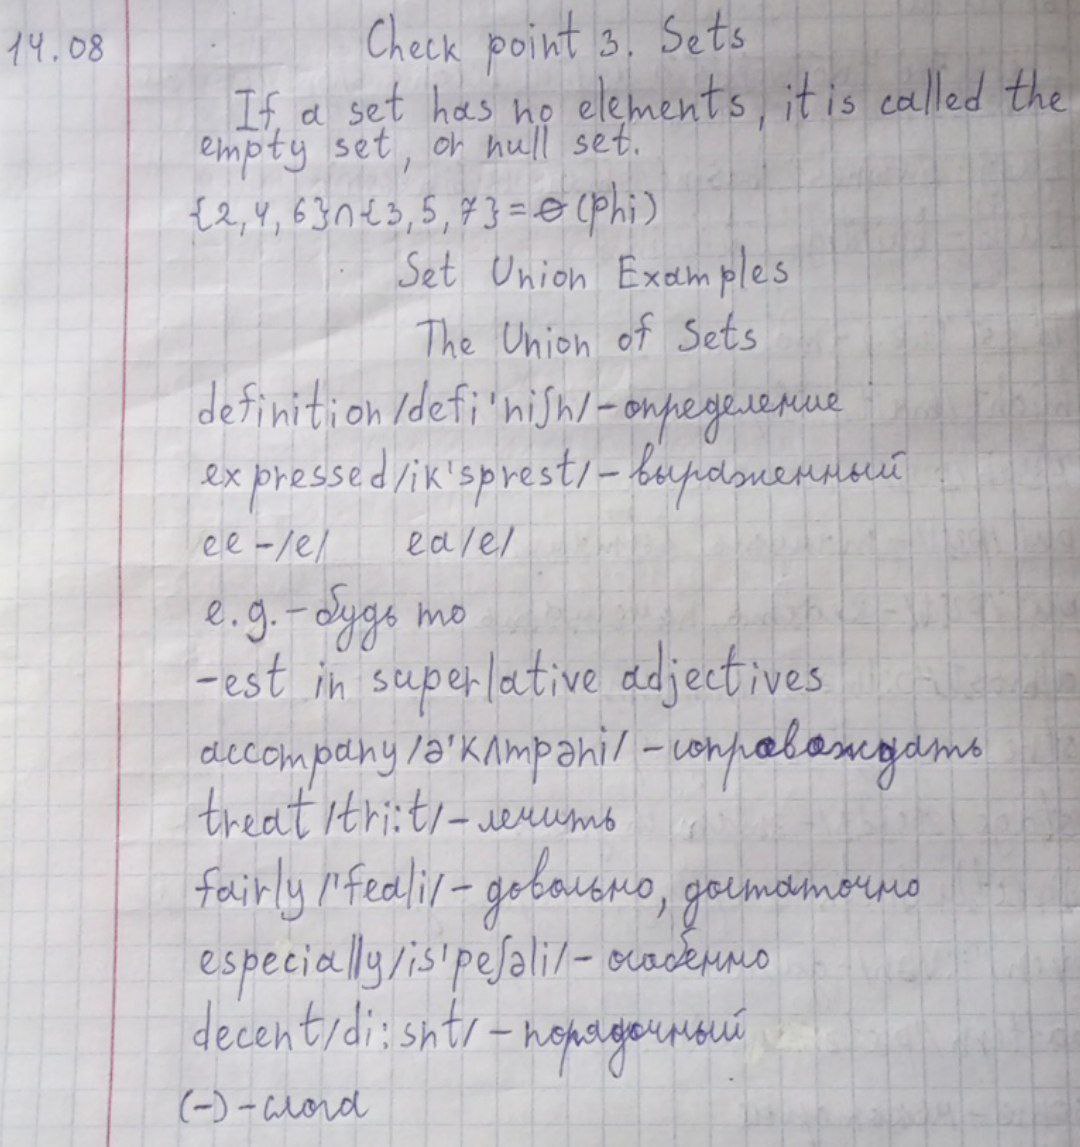 14.08 Check point 3. Sets
If a set has no elements, it is called the
empty set, or null set.
{2, 4, 6}∩{3, 5, 7} = ⊖ (phi)
Set Union Examples
The Union of Sets
definition /defi'niʃn/ – определение
expressed /ik'sprest/ – выраженный
ee – /e/ ea /e/
e.g. – будь то
-est in superlative adjectives
accompany /ə'kʌmpəni/ – сопровождать
treat /tri:t/ – лечить
fairly /'feəli/ – довольно, достаточно
especially /is'peʃəli/ – особенно
decent /di:snt/ – порядочный
(-) –